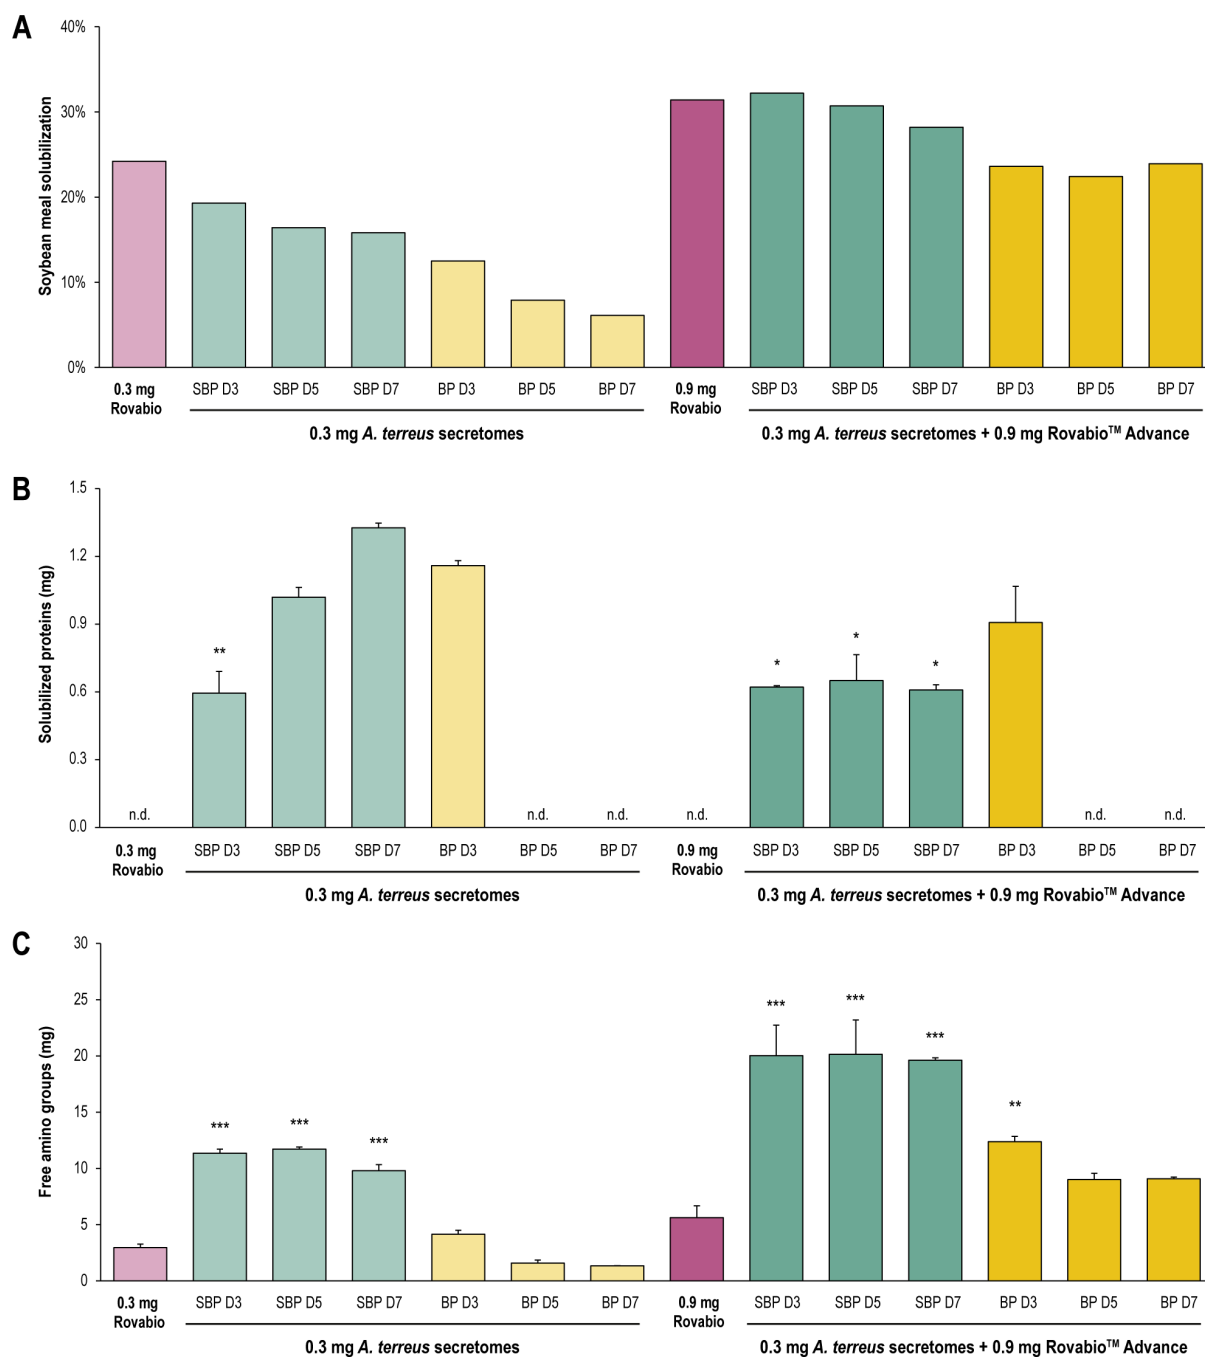 A
40%
30%
20%
10%
0%
Soybean meal solubilization
0.3 mg
Rovabio
SBP D3 SBP D5 SBP D7 BP D3 BP D5 BP D7
0.3 mg A. terreus secretomes
0.9 mg
Rovabio
SBP D3 SBP D5 SBP D7 BP D3 BP D5 BP D7
0.3 mg A. terreus secretomes + 0.9 mg Rovabio™ Advance
B
1.5
1.2
0.9
0.6
0.3
0.0
Solubilized proteins (mg)
** * * *
n.d. n.d. n.d. n.d. n.d. n.d.
0.3 mg
Rovabio
SBP D3 SBP D5 SBP D7 BP D3 BP D5 BP D7
0.3 mg A. terreus secretomes
0.9 mg
Rovabio
SBP D3 SBP D5 SBP D7 BP D3 BP D5 BP D7
0.3 mg A. terreus secretomes + 0.9 mg Rovabio™ Advance
C
30
25
20
15
10
5
0
Free amino groups (mg)
*** *** *** *** *** *** **
0.3 mg
Rovabio
SBP D3 SBP D5 SBP D7 BP D3 BP D5 BP D7
0.3 mg A. terreus secretomes
0.9 mg
Rovabio
SBP D3 SBP D5 SBP D7 BP D3 BP D5 BP D7
0.3 mg A. terreus secretomes + 0.9 mg Rovabio™ Advance